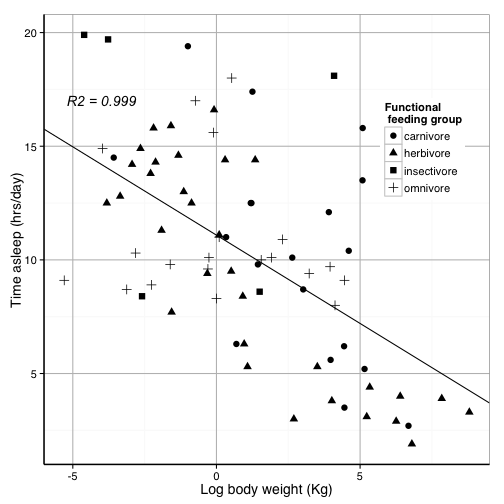 20
15
10
5
-5
0
5
Time asleep (hrs/day)
Log body weight (Kg)
R2 = 0.999
Functional
feeding group
carnivore
herbivore
insectivore
omnivore